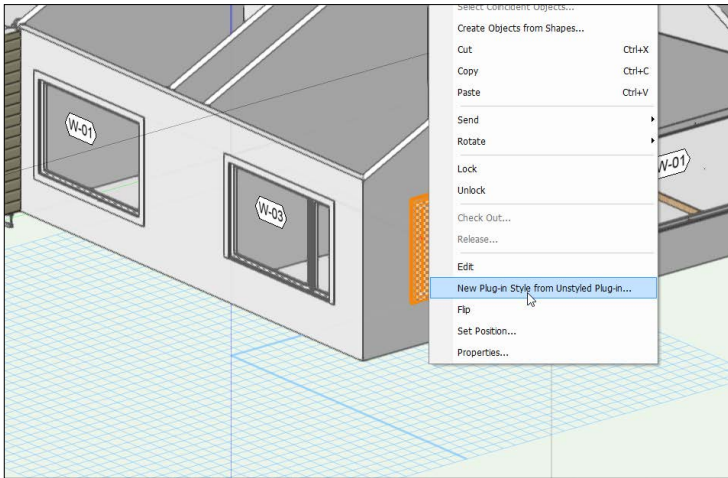 Select Coincident Objects...
Create Objects from Shapes...
Cut Ctrl+X
Copy Ctrl+C
Paste Ctrl+V
Send
Rotate
Lock
Unlock
Check Out...
Release...
Edit
New Plug-in Style from Unstyled Plug-in...
Flip
Set Position...
Properties...
W-01
W-03
W-01